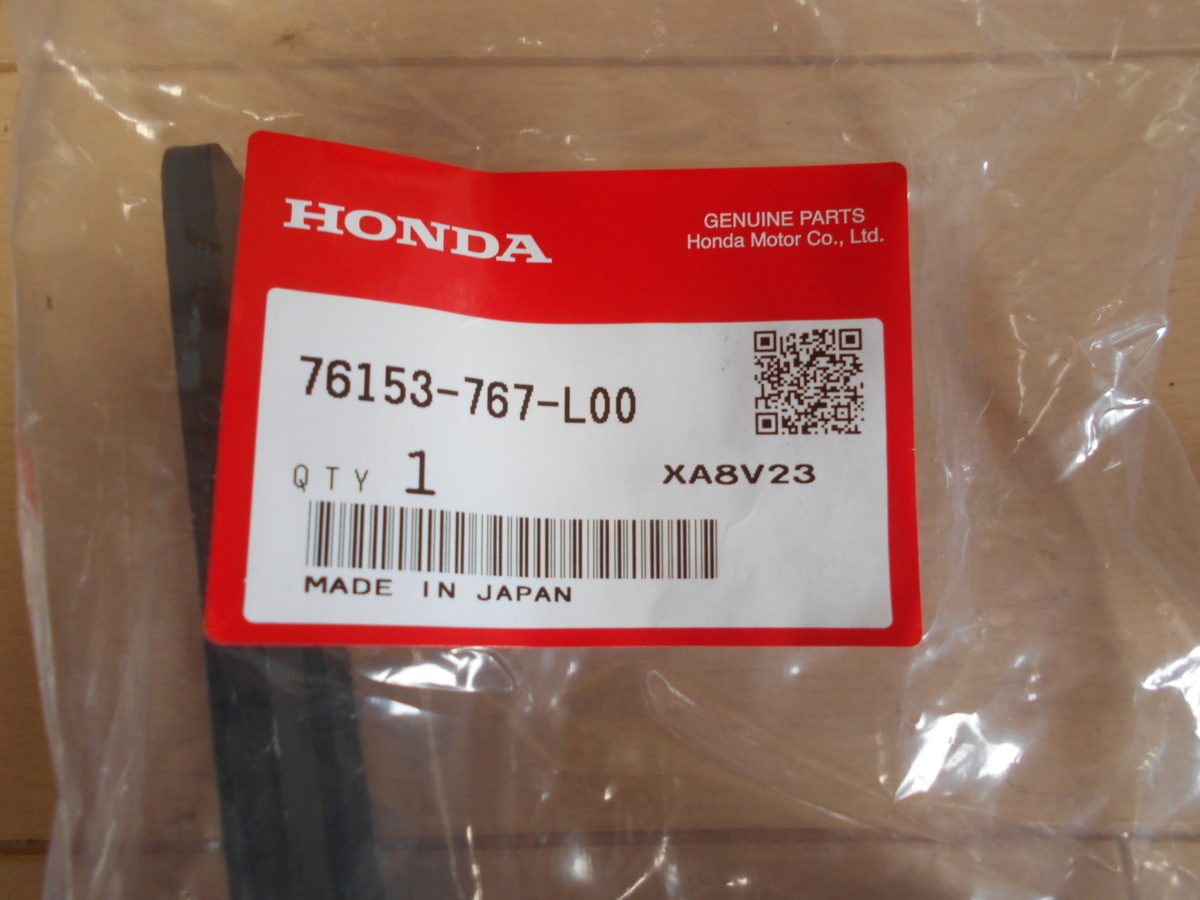 HONDA
GENUINE PARTS
Honda Motor Co., Ltd.
76153-767-L00
QTY 1
XA8V23
MADE IN JAPAN